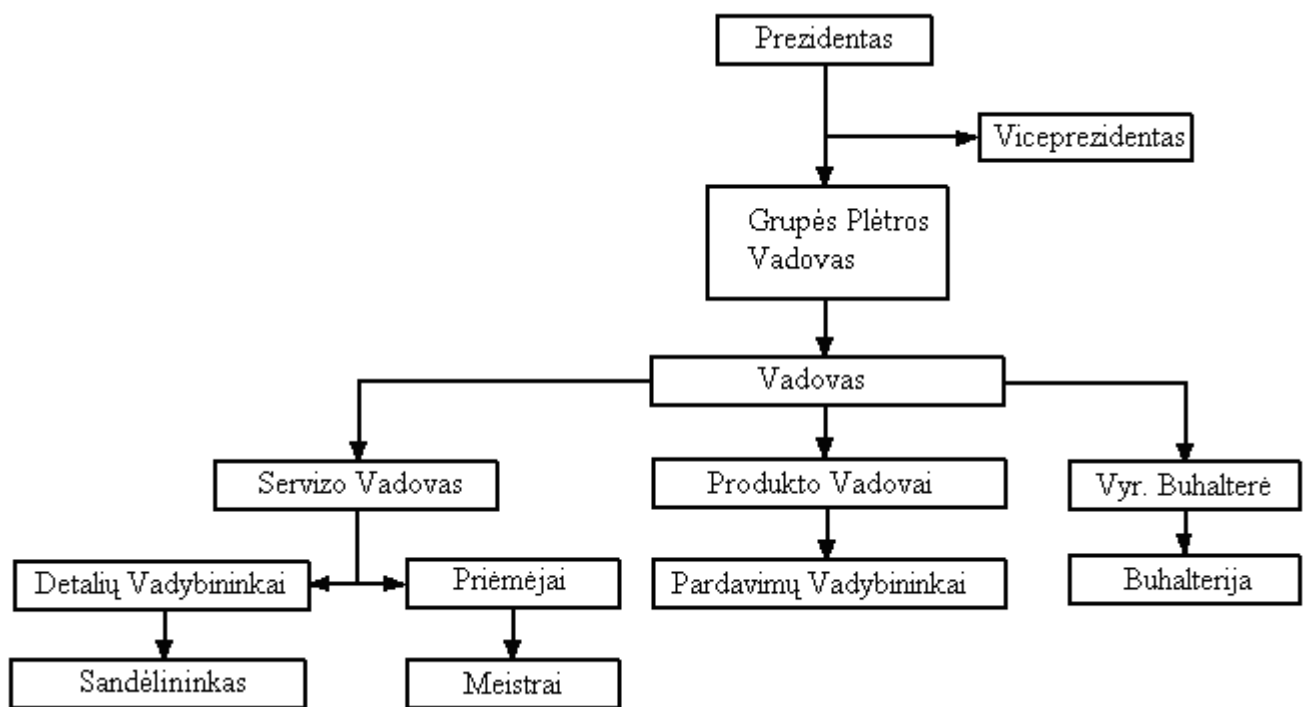 Prezidentas
Viceprezidentas
Grupės Plėtros
Vadovas
Vadovas
Servizo Vadovas
Produkto Vadovai
Vyr. Buhalterė
Detalių Vadybininkai
Priėmėjai
Pardavimų Vadybininkai
Buhalterija
Sandėlininkas
Meistrai